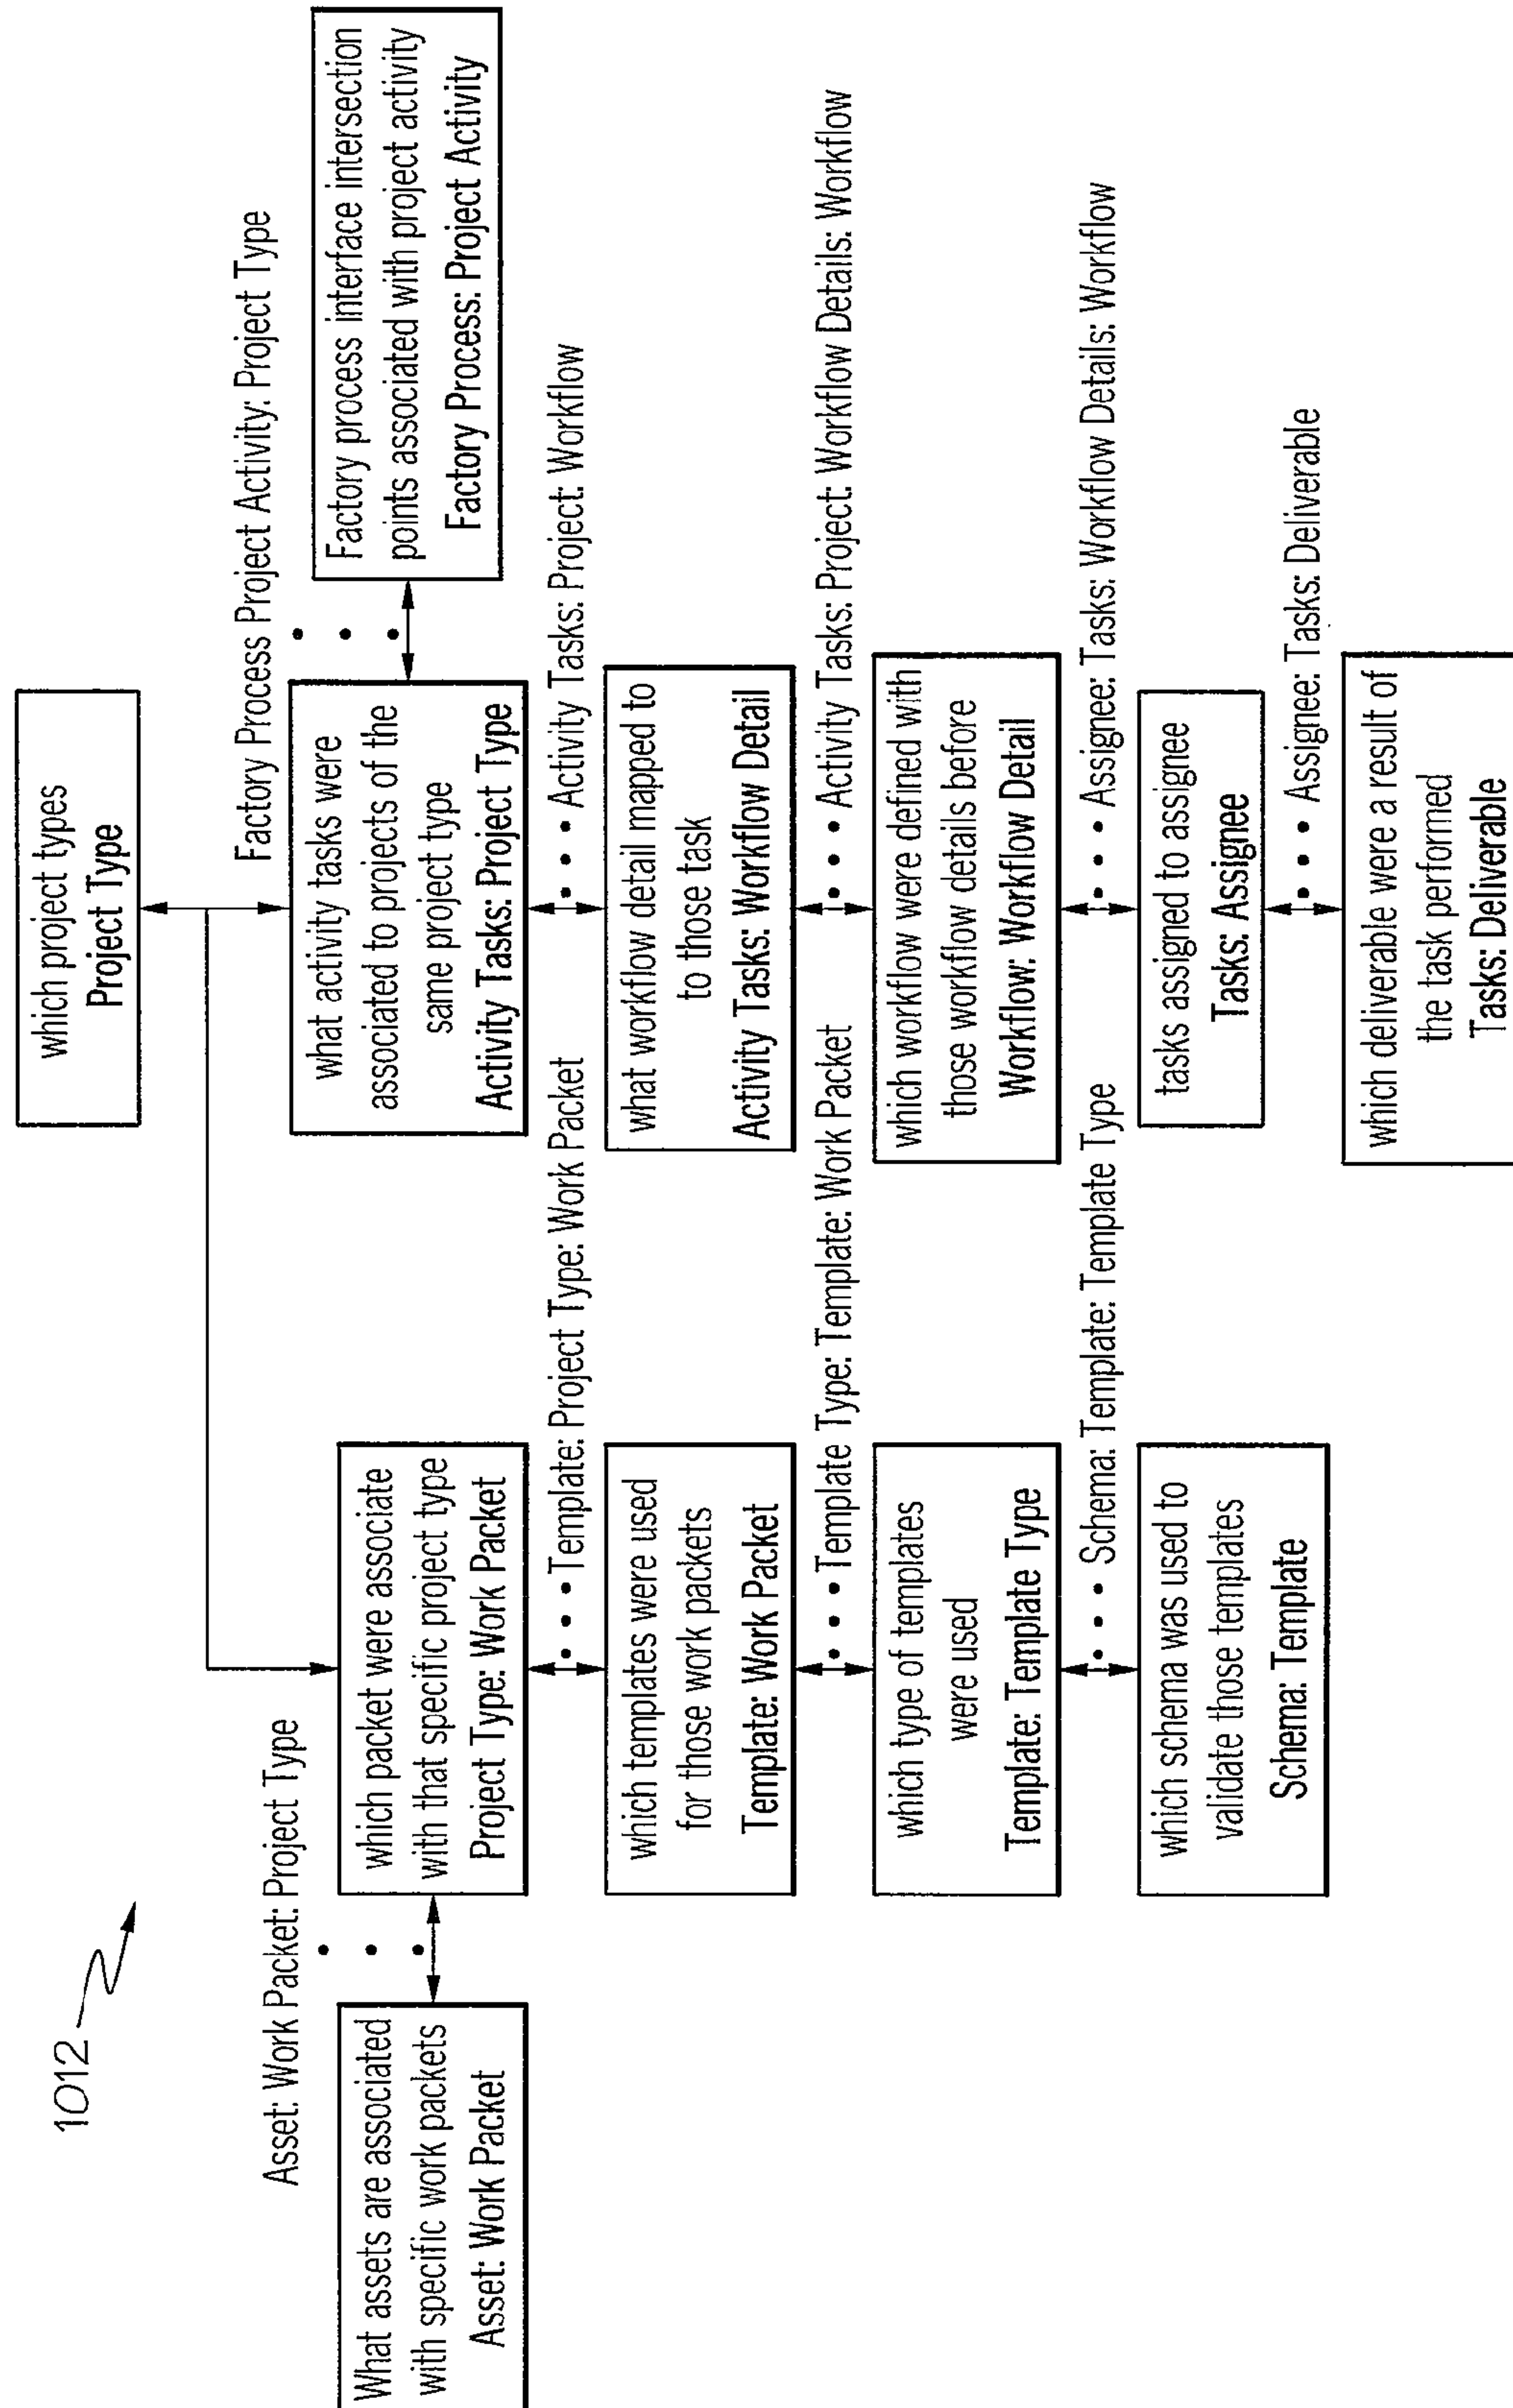 1012
which project types
Project Type
Asset: Work Packet: Project Type
Factory Process Project Activity: Project Type
What assets are associated
with specific work packets
Asset: Work Packet
which packet were associate
with that specific project type
Project Type: Work Packet
what activity tasks were
associated to projects of the
same project type
Activity Tasks: Project Type
Factory process interface intersection
points associated with project activity
Factory Process: Project Activity
Template: Project Type: Work Packet
Activity Tasks: Project: Workflow
which templates were used
for those work packets
Template: Work Packet
what workflow detail mapped to
to those task
Activity Tasks: Workflow Detail
Template Type: Template: Work Packet
Activity Tasks: Project: Workflow Details: Workflow
which type of templates
were used
Template: Template Type
which workflow were defined with
those workflow details before
Workflow: Workflow Detail
Schema: Template: Template Type
Assignee: Tasks: Workflow Details: Workflow
which schema was used to
validate those templates
Schema: Template
tasks assigned to assignee
Tasks: Assignee
Assignee: Tasks: Deliverable
which deliverable were a result of
the task performed
Tasks: Deliverable